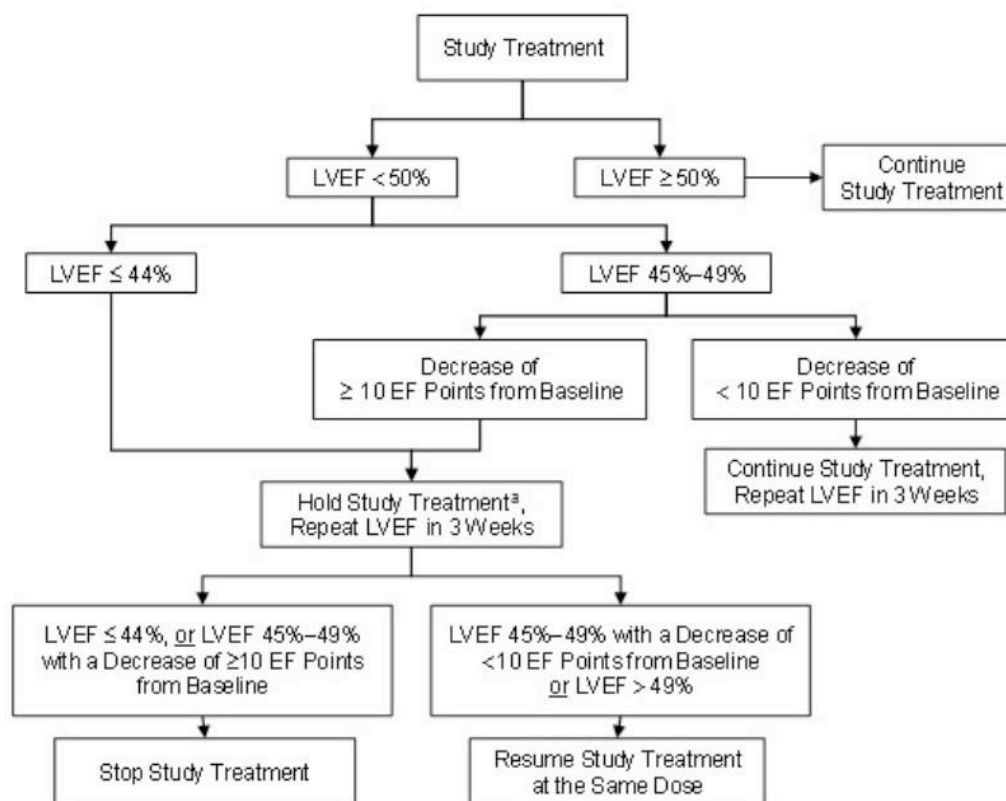 Study Treatment
LVEF < 50%
LVEF ≥ 50%
Continue
Study Treatment
LVEF ≤ 44%
LVEF 45%–49%
Decrease of
≥ 10 EF Points from Baseline
Decrease of
< 10 EF Points from Baseline
Continue Study Treatment,
Repeat LVEF in 3 Weeks
Hold Study Treatmentᵃ,
Repeat LVEF in 3 Weeks
LVEF ≤ 44%, or LVEF 45%–49%
with a Decrease of ≥10 EF Points
from Baseline
LVEF 45%–49% with a Decrease of
<10 EF Points from Baseline
or LVEF > 49%
Stop Study Treatment
Resume Study Treatment
at the Same Dose